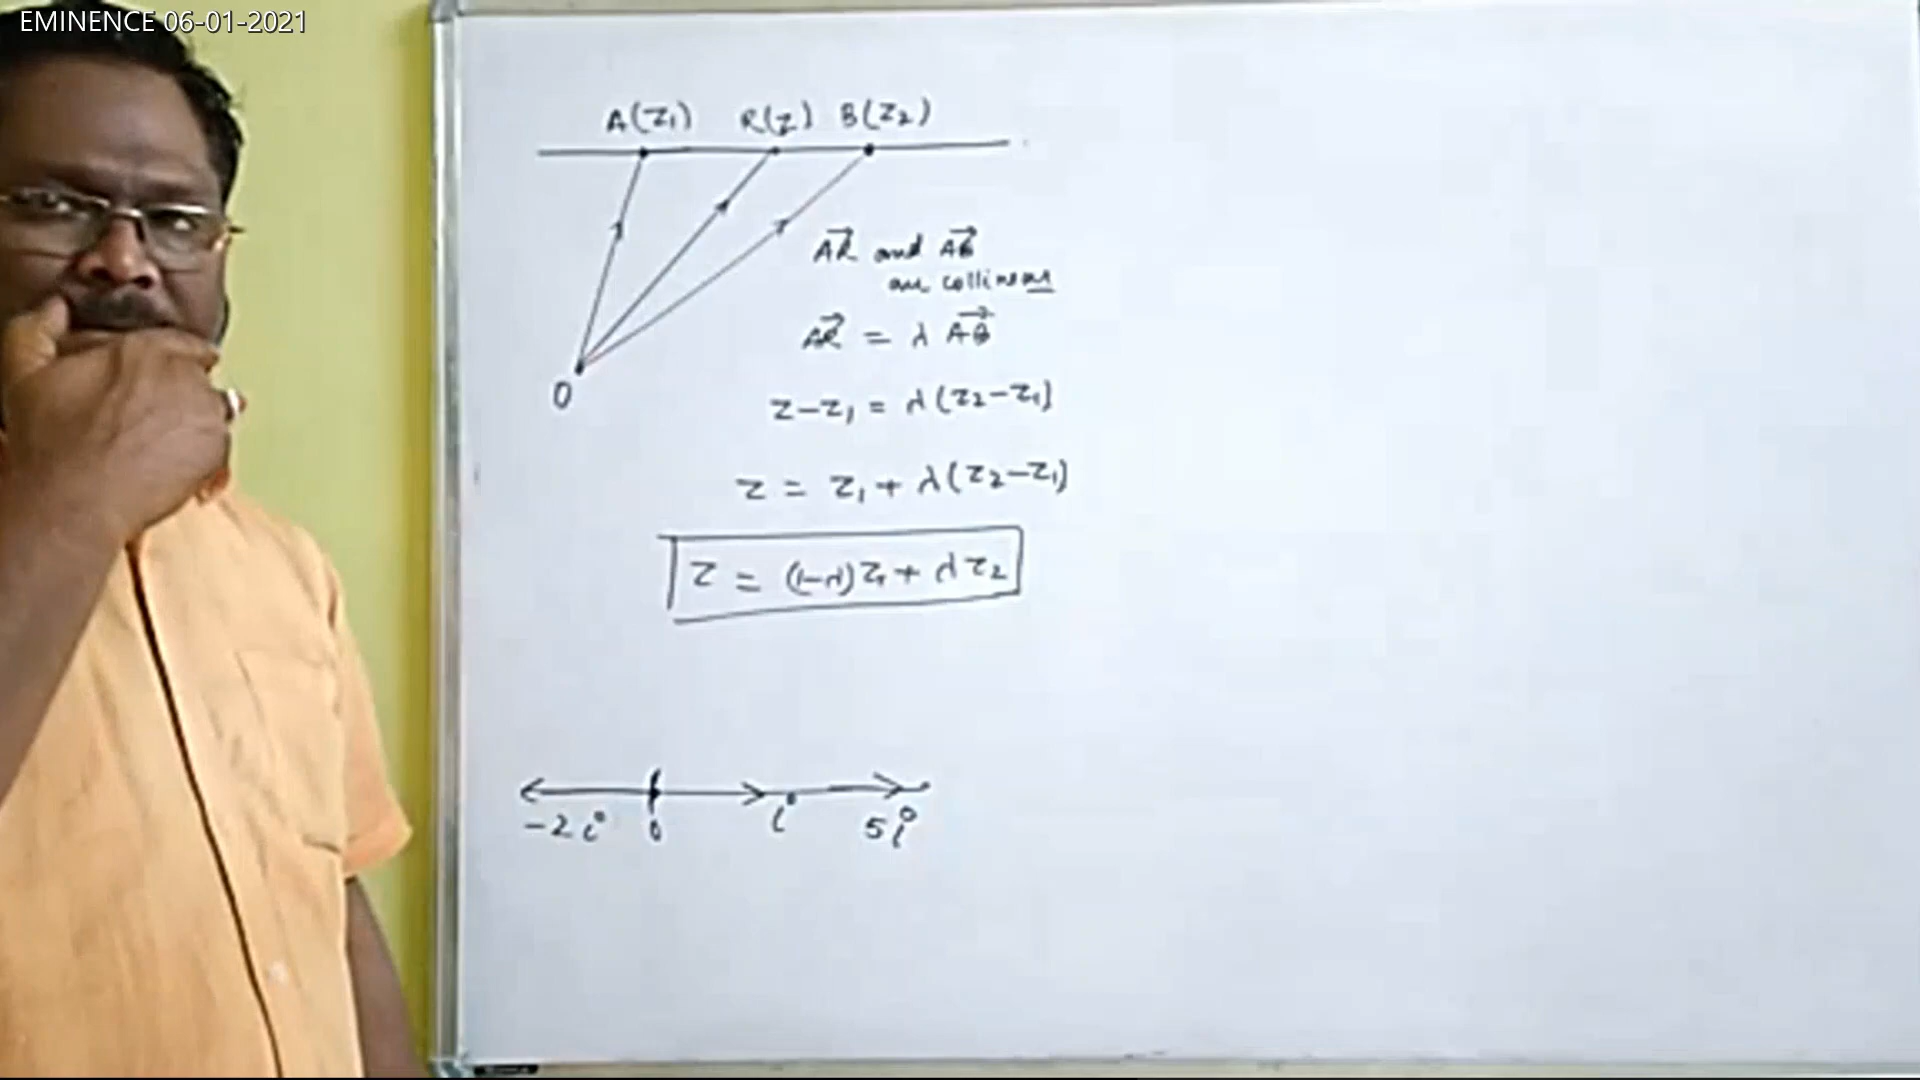 EMINENCE 06-01-2021
A(z₁) R(z) B(z₂)
O
AR⃗ and AB⃗
are collinear
AR⃗ = λ AB⃗
z-z₁ = λ(z₂-z₁)
z = z₁ + λ(z₂-z₁)
z = (1-λ)z₁ + λz₂
-2i 0 i 5i